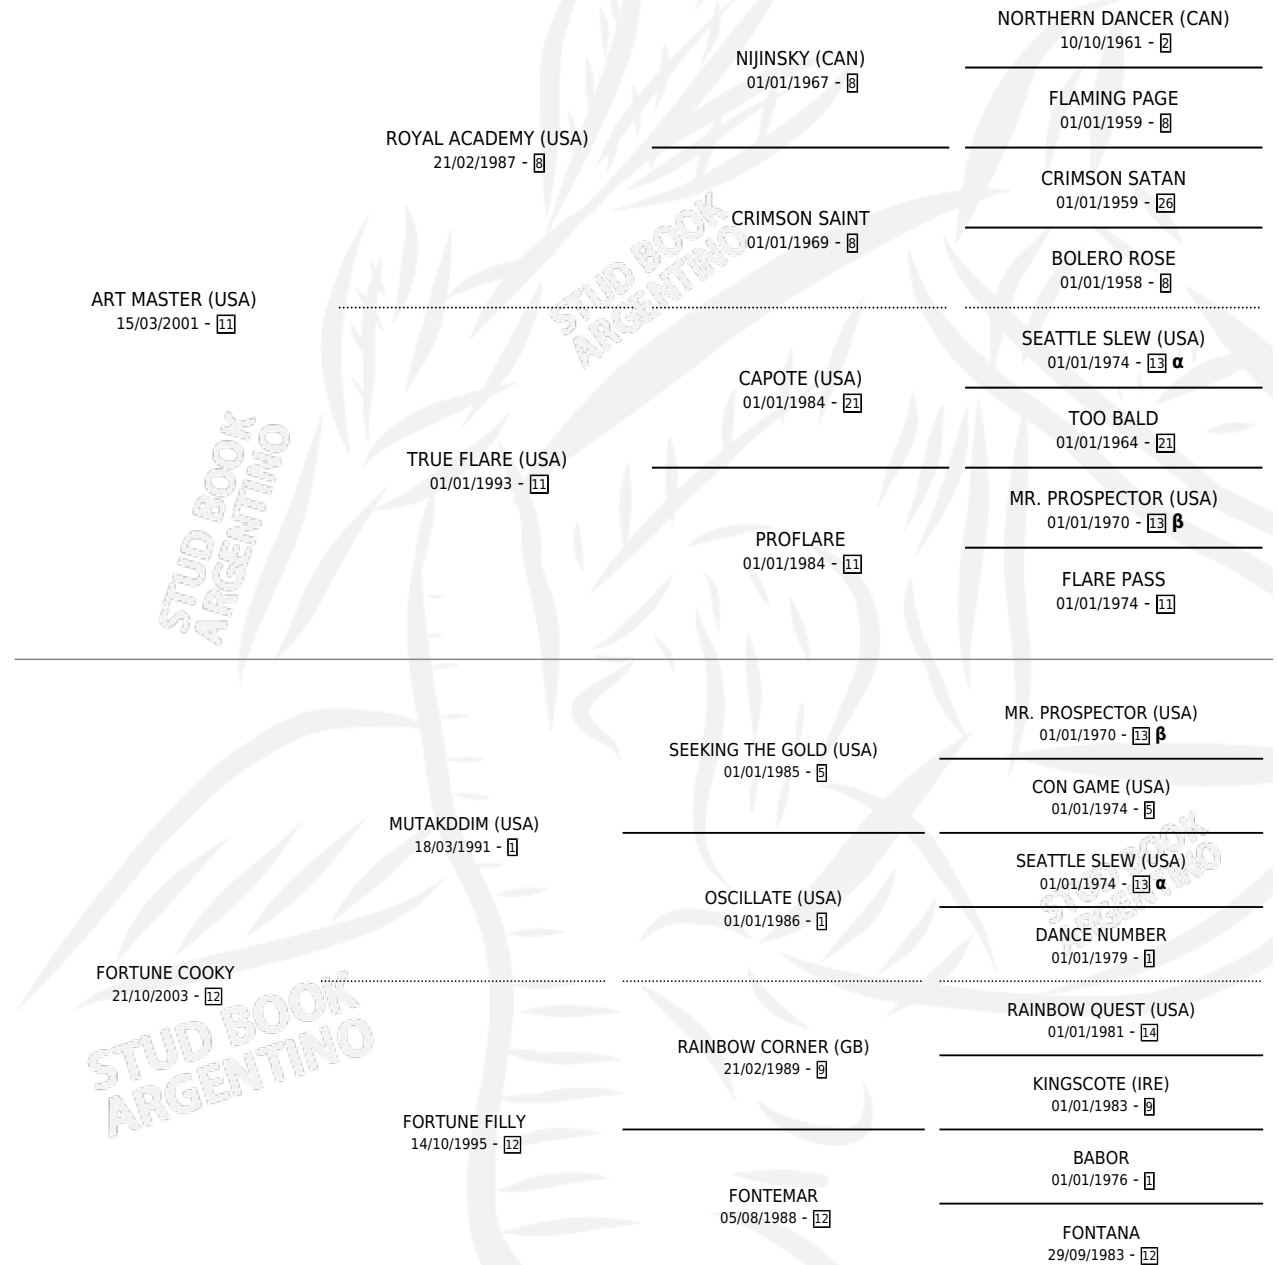 NORTHERN DANCER (CAN)
10/10/1961 - 2
NIJINSKY (CAN)
01/01/1967 - 8
FLAMING PAGE
01/01/1959 - 8
ROYAL ACADEMY (USA)
21/02/1987 - 8
CRIMSON SATAN
01/01/1959 - 26
CRIMSON SAINT
01/01/1969 - 8
BOLERO ROSE
01/01/1958 - 8
STUD BOOK
ARGENTINO
ART MASTER (USA)
15/03/2001 - 11
SEATTLE SLEW (USA)
01/01/1974 - 13 α
CAPOTE (USA)
01/01/1984 - 21
TOO BALD
01/01/1964 - 21
TRUE FLARE (USA)
01/01/1993 - 11
MR. PROSPECTOR (USA)
01/01/1970 - 13 β
PROFLARE
01/01/1984 - 11
FLARE PASS
01/01/1974 - 11
STUD BOOK
ARGENTINO
MR. PROSPECTOR (USA)
01/01/1970 - 13 β
SEEKING THE GOLD (USA)
01/01/1985 - 5
CON GAME (USA)
01/01/1974 - 5
MUTAKDDIM (USA)
18/03/1991 - 1
SEATTLE SLEW (USA)
01/01/1974 - 13 α
OSCILLATE (USA)
01/01/1986 - 1
DANCE NUMBER
01/01/1979 - 1
STUD BOOK
ARGENTINO
FORTUNE COOKY
21/10/2003 - 12
RAINBOW QUEST (USA)
01/01/1981 - 14
RAINBOW CORNER (GB)
21/02/1989 - 9
KINGSCOTE (IRE)
01/01/1983 - 9
FORTUNE FILLY
14/10/1995 - 12
BABOR
01/01/1976 - 1
FONTEMAR
05/08/1988 - 12
FONTANA
29/09/1983 - 12
STUD BOOK
ARGENTINO